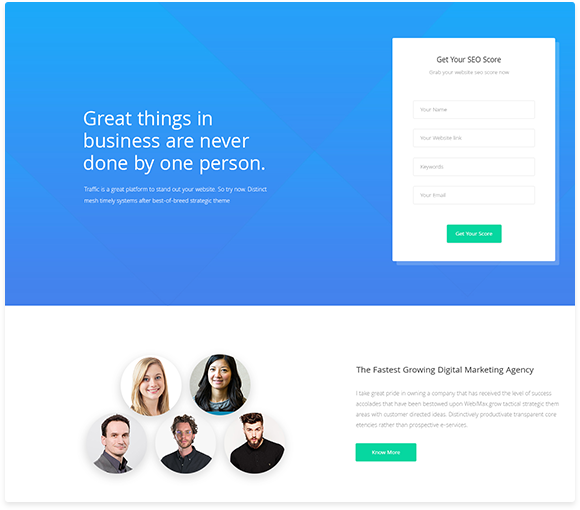 Great things in
business are never
done by one person.
Traffic is a great platform to stand out your website. So try now. Distinct
mesh timely systems after best-of-breed strategic theme
Get Your SEO Score
Grab your website seo score now
Your Name
Your Website link
Keywords
Your Email
Get Your Score
The Fastest Growing Digital Marketing Agency
I take great pride in owning a company that has received the level of success
accolades that have been bestowed upon WebMax grow tactical strategic them
areas with customer directed ideas. Distinctively productivate transparent core
etencies rather than prospective e-services.
Know More